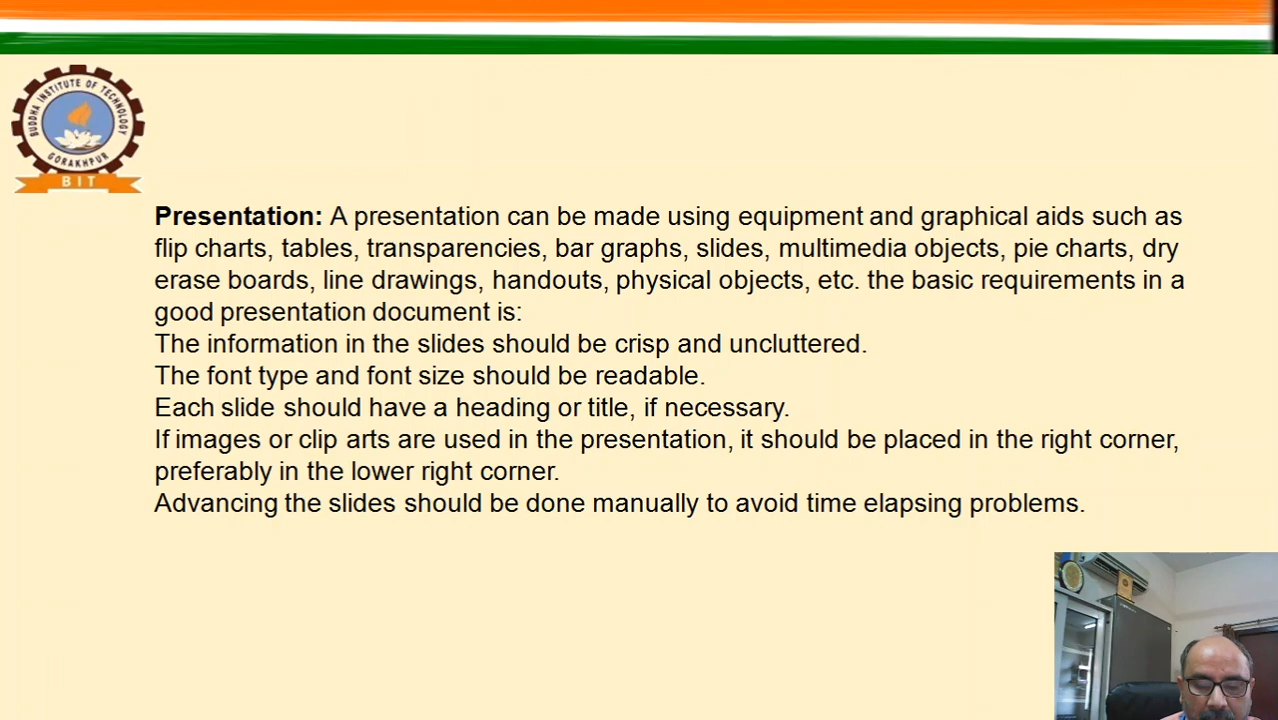 BUDDHA INSTITUTE OF TECHNOLOGY
GORAKHPUR
BIT
Presentation: A presentation can be made using equipment and graphical aids such as
flip charts, tables, transparencies, bar graphs, slides, multimedia objects, pie charts, dry
erase boards, line drawings, handouts, physical objects, etc. the basic requirements in a
good presentation document is:
The information in the slides should be crisp and uncluttered.
The font type and font size should be readable.
Each slide should have a heading or title, if necessary.
If images or clip arts are used in the presentation, it should be placed in the right corner,
preferably in the lower right corner.
Advancing the slides should be done manually to avoid time elapsing problems.